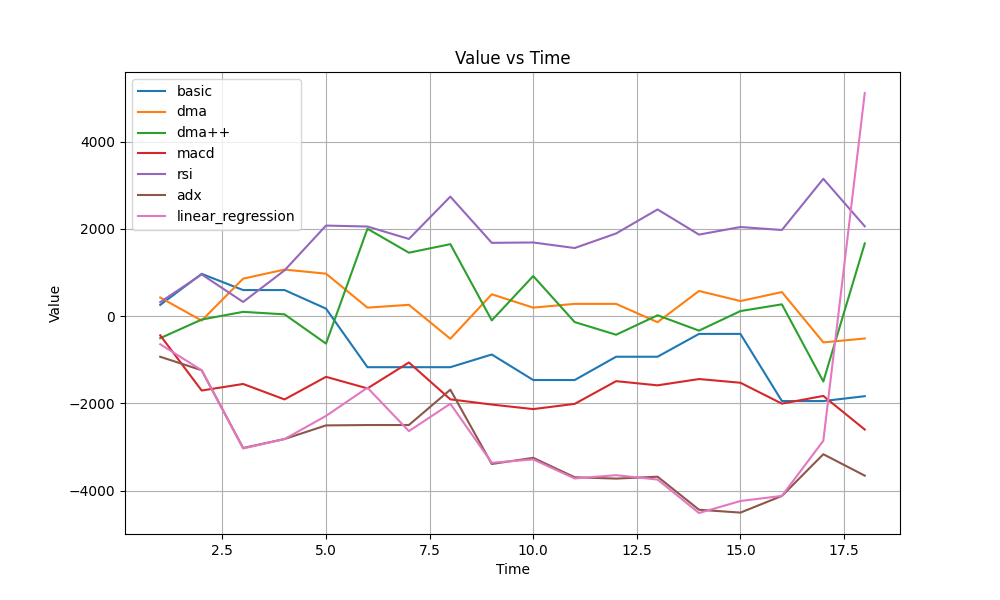 Value vs Time
basic
dma
dma++
macd
rsi
adx
linear_regression
Value
4000
2000
0
−2000
−4000
2.5 5.0 7.5 10.0 12.5 15.0 17.5
Time